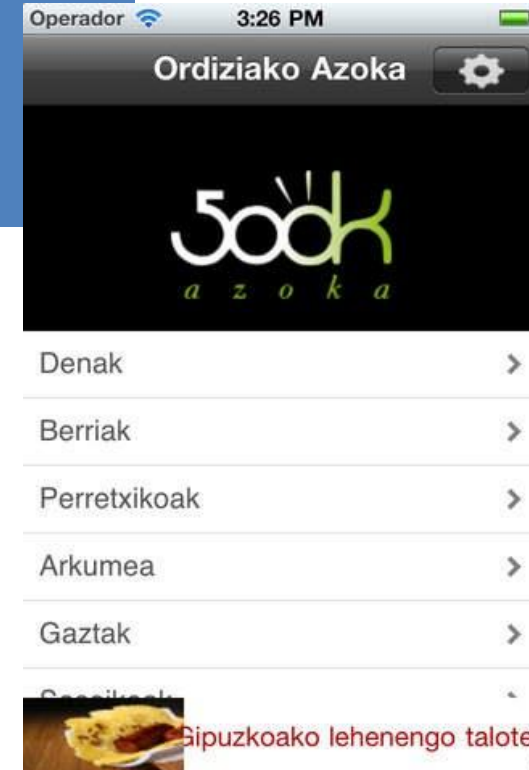 Operador 3:26 PM
Ordiziako Azoka
500k
azoka
Denak
Berriak
Perretxikoak
Arkumea
Gaztak
Gipuzkoako lehenengo talote